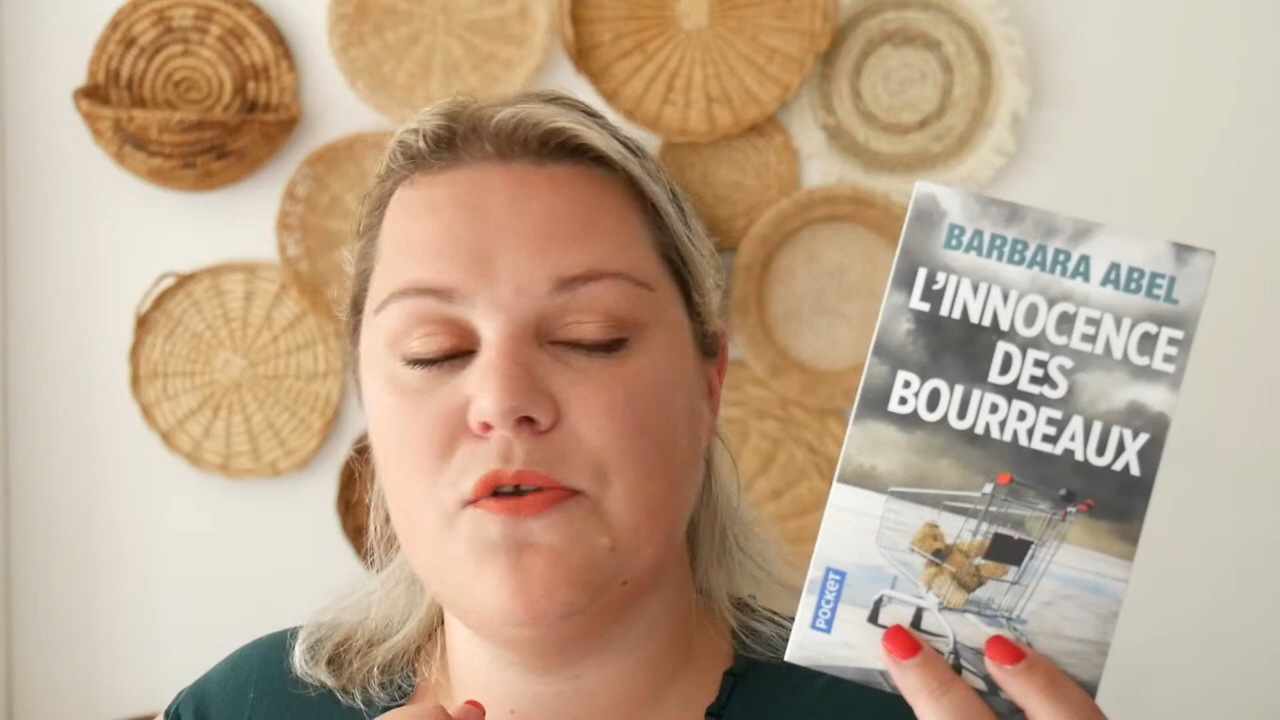 BARBARA ABEL
L'INNOCENCE
DES
BOURREAUX
POCKET